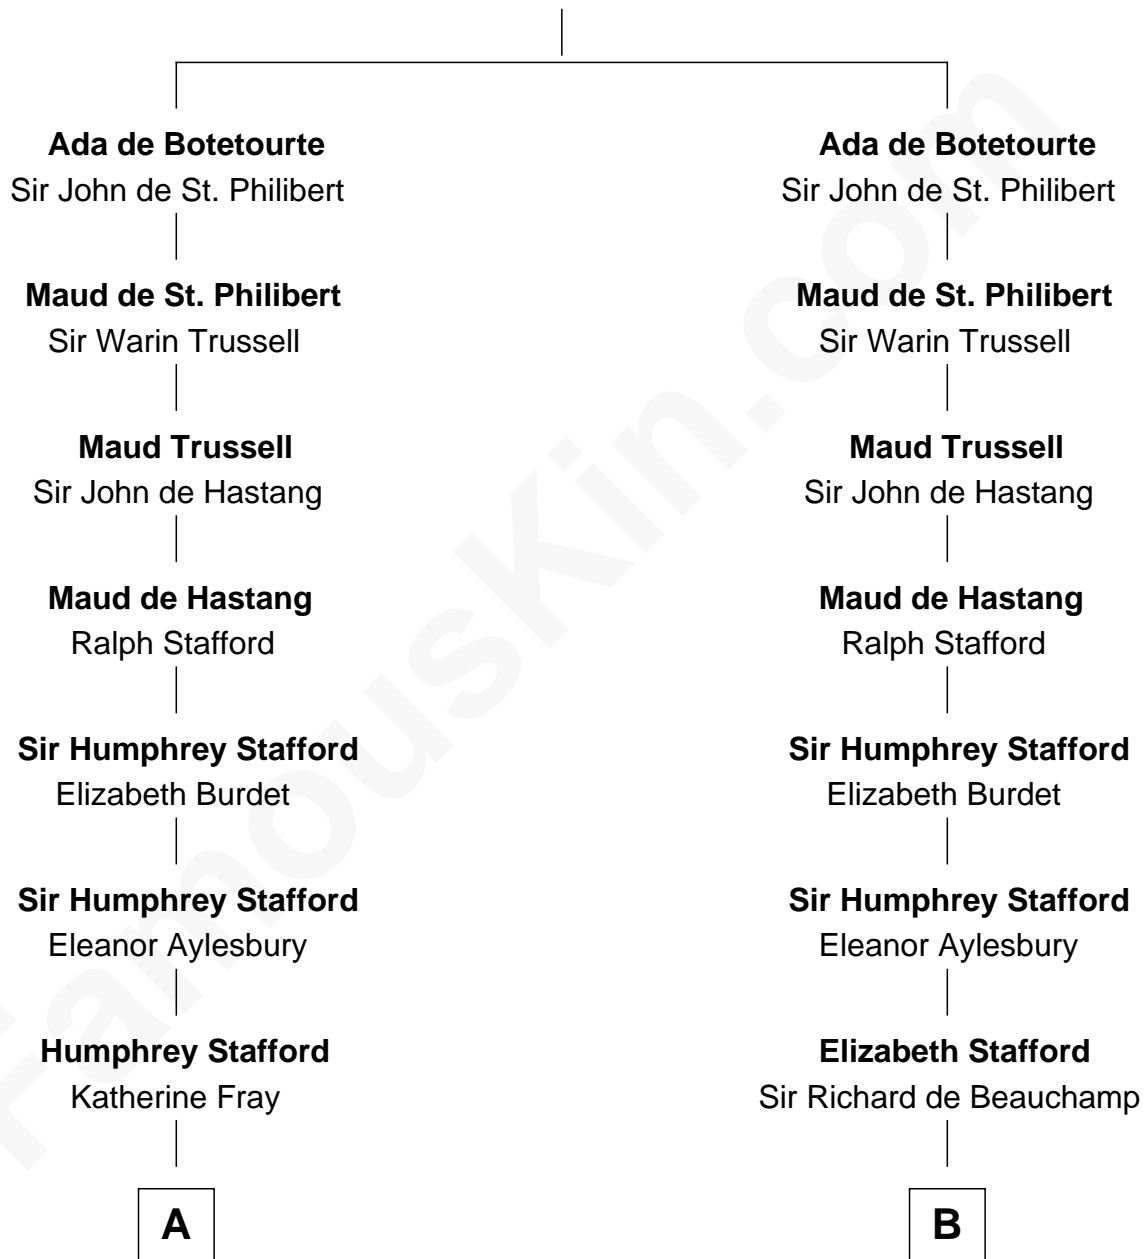 Ada de Botetourte
Sir John de St. Philibert
Maud de St. Philibert
Sir Warin Trussell
Maud Trussell
Sir John de Hastang
Maud de Hastang
Ralph Stafford
Sir Humphrey Stafford
Elizabeth Burdet
Sir Humphrey Stafford
Eleanor Aylesbury
Humphrey Stafford
Katherine Fray
A
Ada de Botetourte
Sir John de St. Philibert
Maud de St. Philibert
Sir Warin Trussell
Maud Trussell
Sir John de Hastang
Maud de Hastang
Ralph Stafford
Sir Humphrey Stafford
Elizabeth Burdet
Sir Humphrey Stafford
Eleanor Aylesbury
Elizabeth Stafford
Sir Richard de Beauchamp
B
FamousKin.com